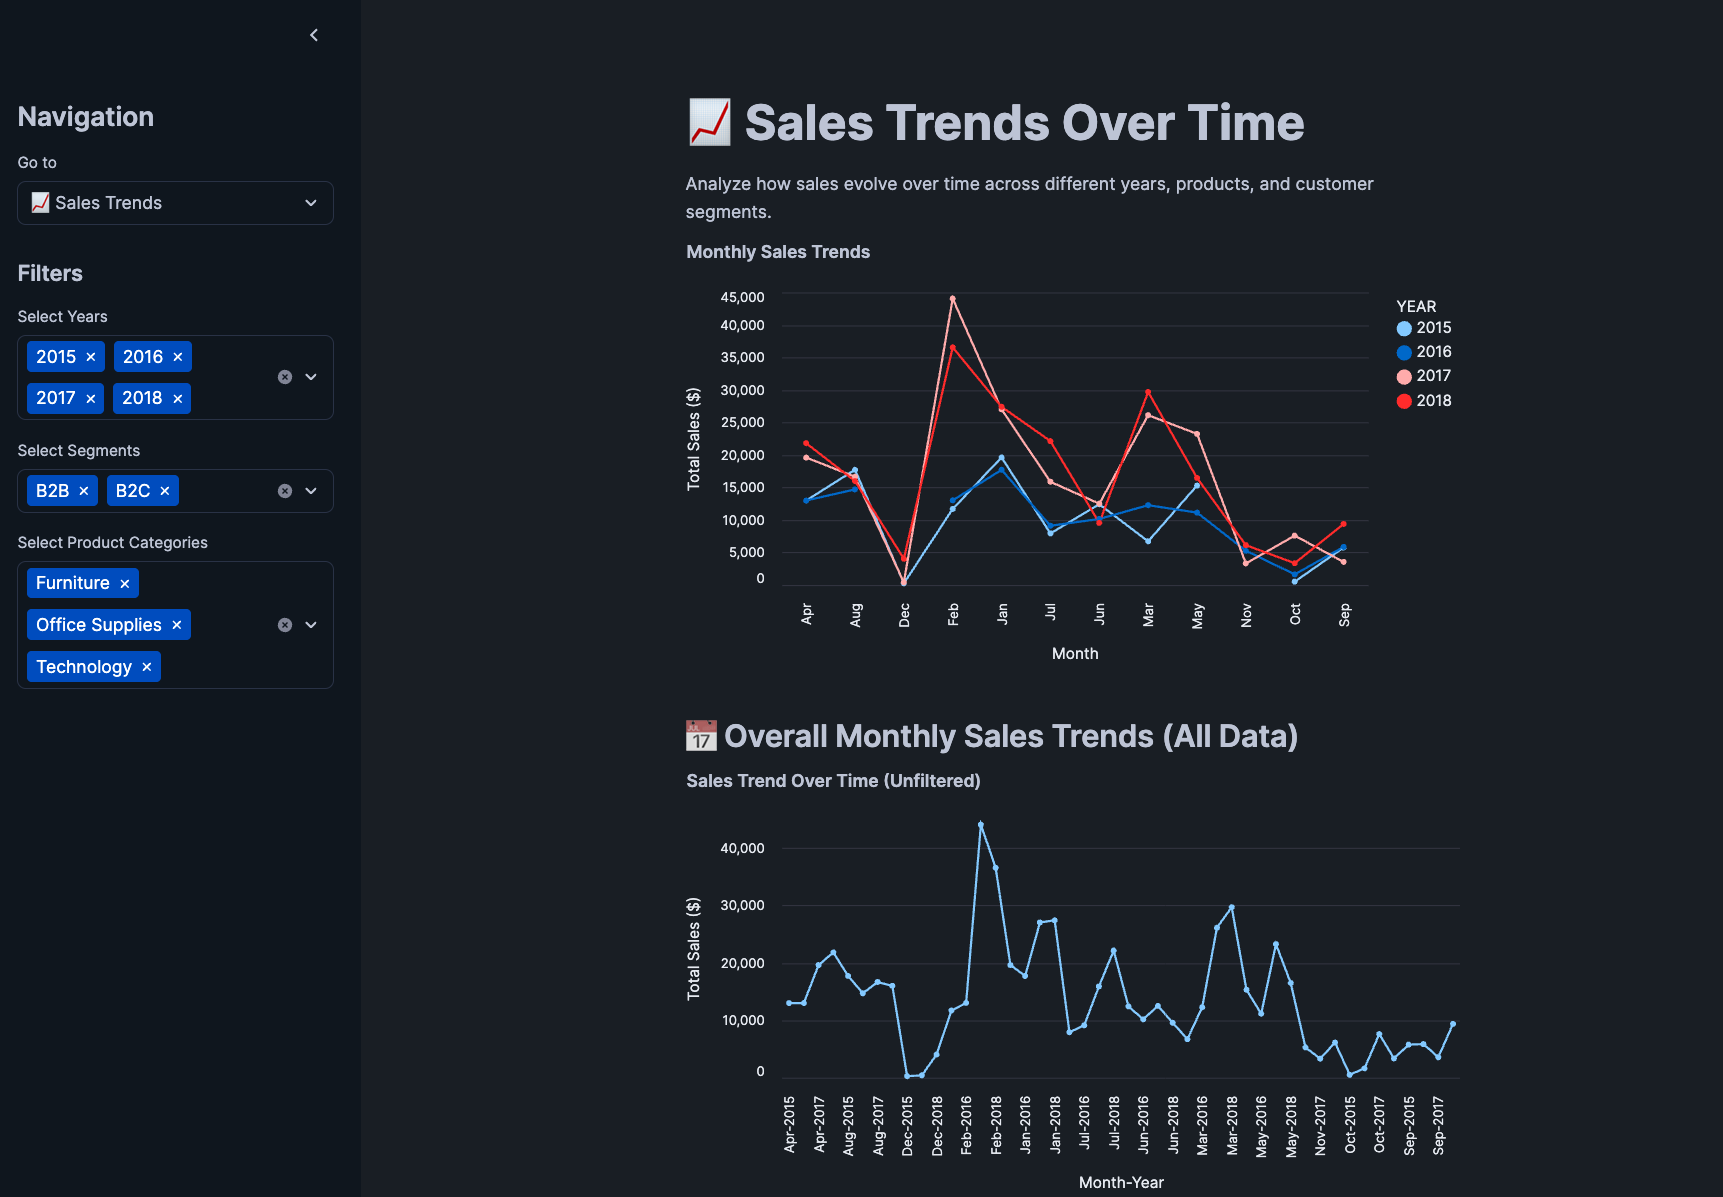 Navigation
Go to
Sales Trends
Filters
Select Years
2015 × 2016 ×
2017 × 2018 ×
Select Segments
B2B × B2C ×
Select Product Categories
Furniture ×
Office Supplies ×
Technology ×
Sales Trends Over Time
Analyze how sales evolve over time across different years, products, and customer
segments.
Monthly Sales Trends
45,000
40,000
35,000
30,000
25,000
20,000
15,000
10,000
5,000
0
Total Sales ($)
Apr Aug Dec Feb Jan Jul Jun Mar May Nov Oct Sep
Month
YEAR
2015
2016
2017
2018
JUL
17
Overall Monthly Sales Trends (All Data)
Sales Trend Over Time (Unfiltered)
40,000
30,000
20,000
10,000
0
Total Sales ($)
Apr-2015 Apr-2017 Aug-2015 Aug-2017 Dec-2015 Dec-2018 Feb-2016 Feb-2018 Jan-2016 Jan-2018 Jul-2016 Jul-2018 Jun-2016 Jun-2018 Mar-2016 Mar-2018 May-2016 May-2018 Nov-2017 Oct-2015 Oct-2017 Sep-2015 Sep-2017
Month-Year